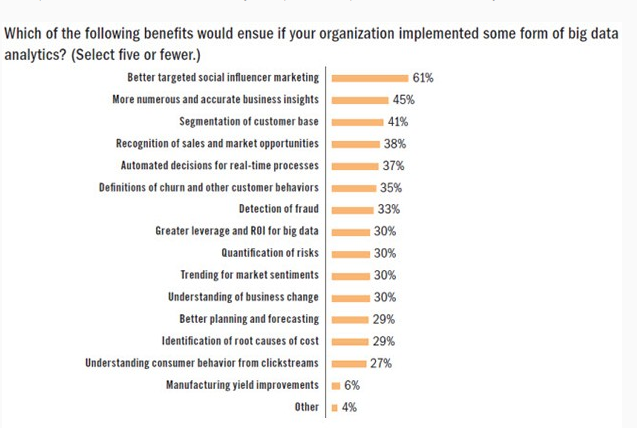 Which of the following benefits would ensue if your organization implemented some form of big data
analytics? (Select five or fewer.)
Better targeted social influencer marketing 61%
More numerous and accurate business insights 45%
Segmentation of customer base 41%
Recognition of sales and market opportunities 38%
Automated decisions for real-time processes 37%
Definitions of churn and other customer behaviors 35%
Detection of fraud 33%
Greater leverage and ROI for big data 30%
Quantification of risks 30%
Trending for market sentiments 30%
Understanding of business change 30%
Better planning and forecasting 29%
Identification of root causes of cost 29%
Understanding consumer behavior from clickstreams 27%
Manufacturing yield improvements 6%
Other 4%